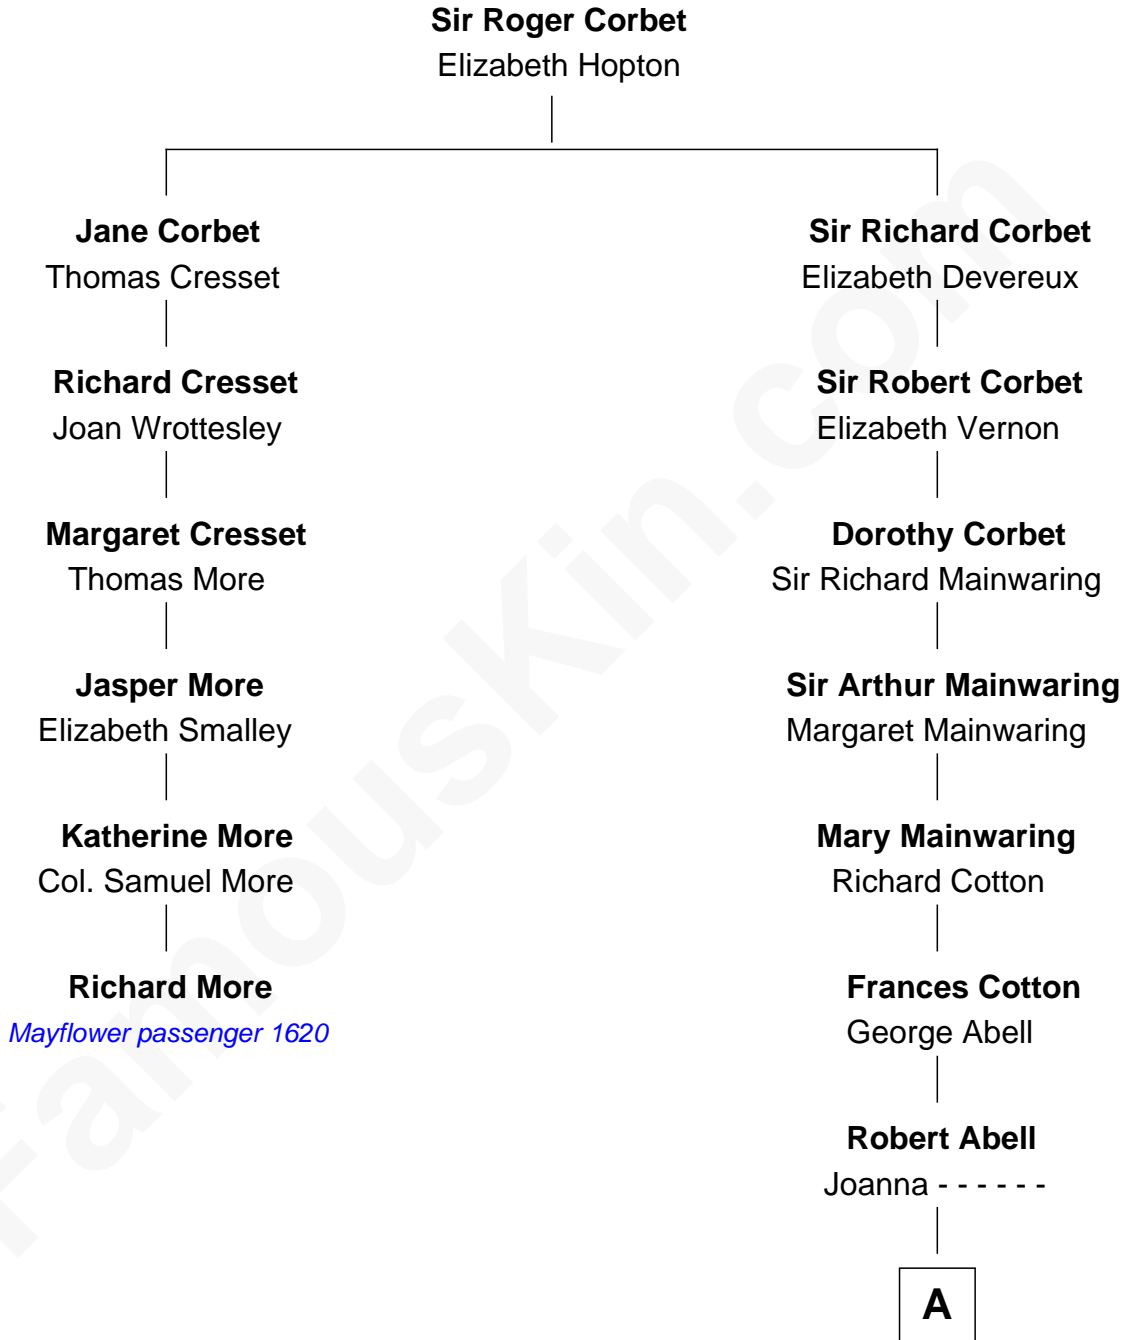 Sir Roger Corbet
Elizabeth Hopton
Jane Corbet
Thomas Cresset
Sir Richard Corbet
Elizabeth Devereux
Richard Cresset
Joan Wrottesley
Sir Robert Corbet
Elizabeth Vernon
Margaret Cresset
Thomas More
Dorothy Corbet
Sir Richard Mainwaring
Jasper More
Elizabeth Smalley
Sir Arthur Mainwaring
Margaret Mainwaring
Katherine More
Col. Samuel More
Mary Mainwaring
Richard Cotton
Richard More
Mayflower passenger 1620
Frances Cotton
George Abell
Robert Abell
Joanna - - - - - -
A
FamousKin.com